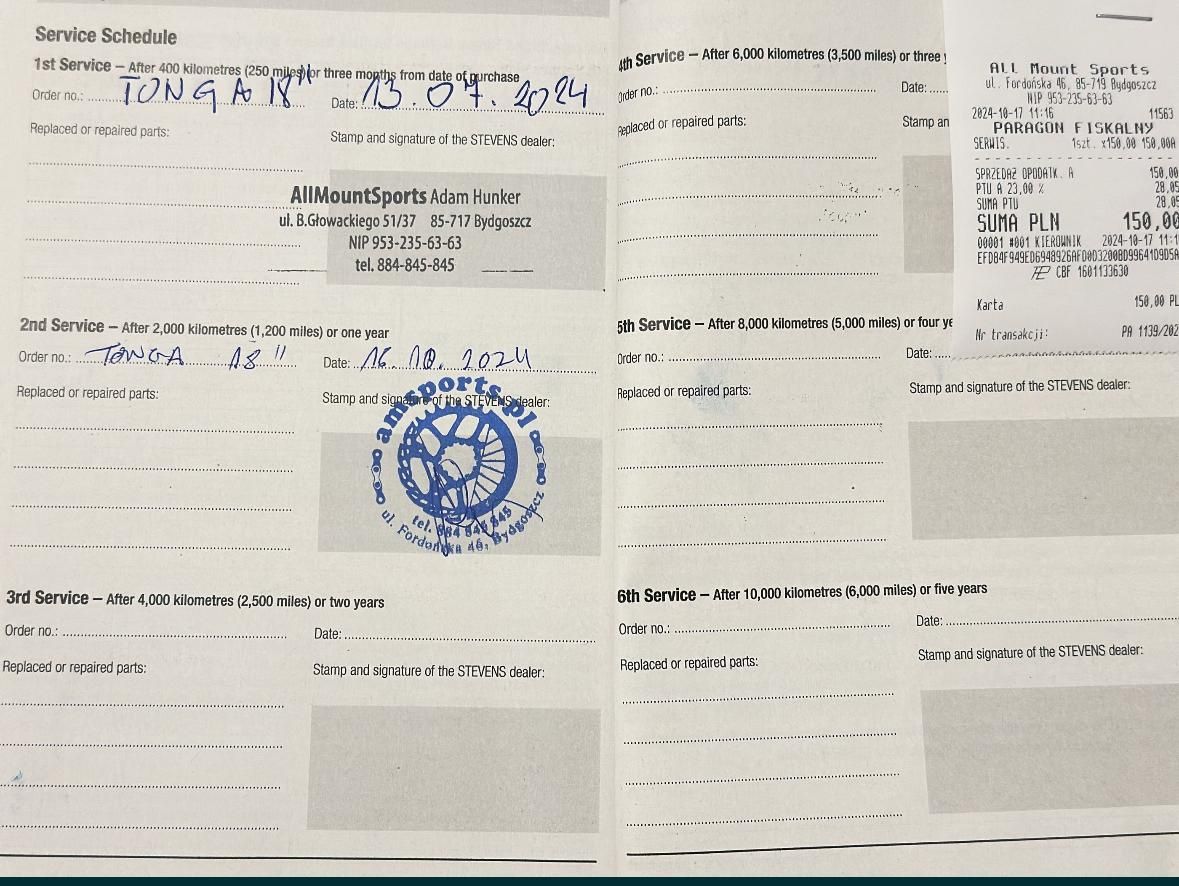 Service Schedule
1st Service – After 400 kilometres (250 miles) or three months from date of purchase
Order no.: TONGA 18" Date: 13.07.2024
Replaced or repaired parts: Stamp and signature of the STEVENS dealer:
AllMountSports Adam Hunker
ul. B.Głowackiego 51/37 85-717 Bydgoszcz
NIP 953-235-63-63
tel. 884-845-845
2nd Service – After 2,000 kilometres (1,200 miles) or one year
Order no.: TONGA 18" Date: 16.10.2024
Replaced or repaired parts: Stamp and signature of the STEVENS dealer:
amsports.pl
tel. 884 845 845
ul. Fordońska 46, Bydgoszcz
3rd Service – After 4,000 kilometres (2,500 miles) or two years
Order no.: Date:
Replaced or repaired parts: Stamp and signature of the STEVENS dealer:
4th Service – After 6,000 kilometres (3,500 miles) or three
Order no.: Date:
Replaced or repaired parts: Stamp an
5th Service – After 8,000 kilometres (5,000 miles) or four ye
Order no.: Date:
Replaced or repaired parts: Stamp and signature of the STEVENS dealer:
6th Service – After 10,000 kilometres (6,000 miles) or five years
Order no.: Date:
Replaced or repaired parts: Stamp and signature of the STEVENS dealer:
ALL Mount Sports
ul. Fordońska 46, 85-719 Bydgoszcz
NIP 953-235-63-63
2024-10-17 11:16 11563
PARAGON FISKALNY
SERWIS. 1szt. x150,00 150,00A
SPRZEDAŻ OPODATK. A 150,00
PTU A 23,00 % 28,05
SUMA PTU 28,05
SUMA PLN 150,00
00001 #001 KIEROWNIK 2024-10-17 11:1
EFD84F949ED6948926AFD0D3200BD99641D9D5A
CBF 1601133630
Karta 150,00 PL
Nr transakcji: PA 1139/202